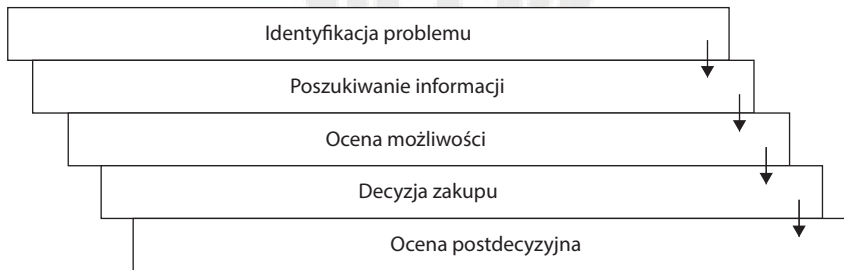 Identyfikacja problemu
Poszukiwanie informacji
Ocena możliwości
Decyzja zakupu
Ocena postdecyzyjna